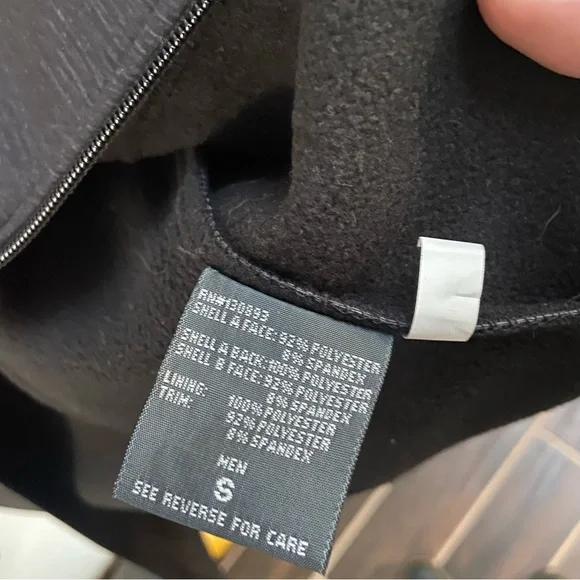 RN#130893
SHELL A FACE: 92% POLYESTER
8% SPANDEX
SHELL A BACK: 100% POLYESTER
SHELL B FACE: 92% POLYESTER
8% SPANDEX
LINING: 100% POLYESTER
TRIM: 92% POLYESTER
8% SPANDEX
MEN
S
SEE REVERSE FOR CARE